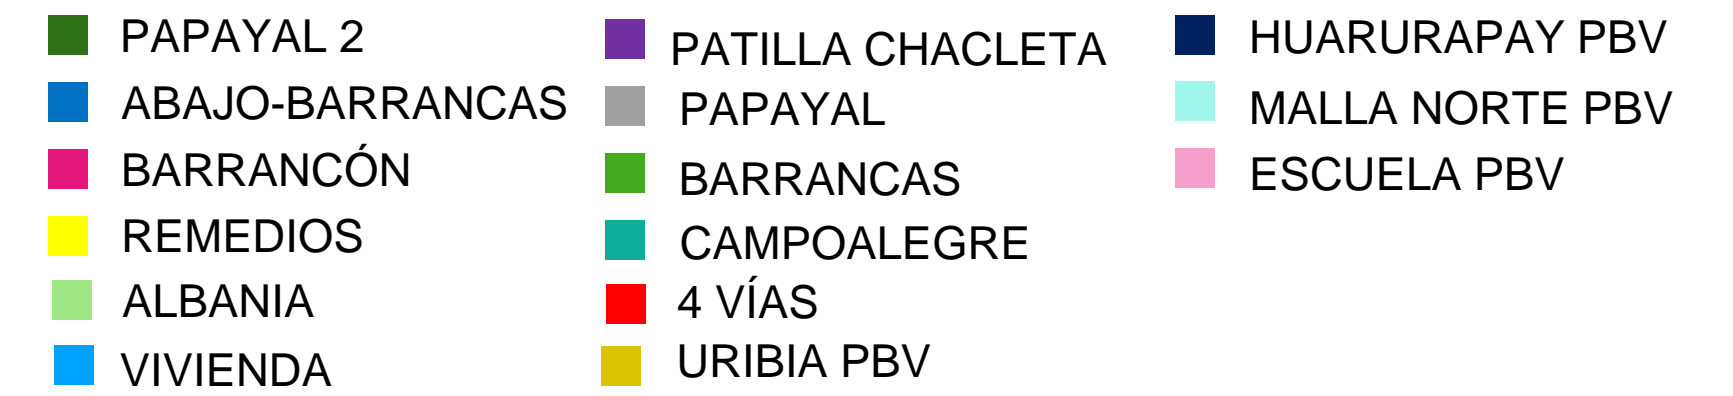 PAPAYAL 2
ABAJO-BARRANCAS
BARRANCÓN
REMEDIOS
ALBANIA
VIVIENDA
PATILLA CHACLETA
PAPAYAL
BARRANCAS
CAMPOALEGRE
4 VÍAS
URIBIA PBV
HUARURAPAY PBV
MALLA NORTE PBV
ESCUELA PBV